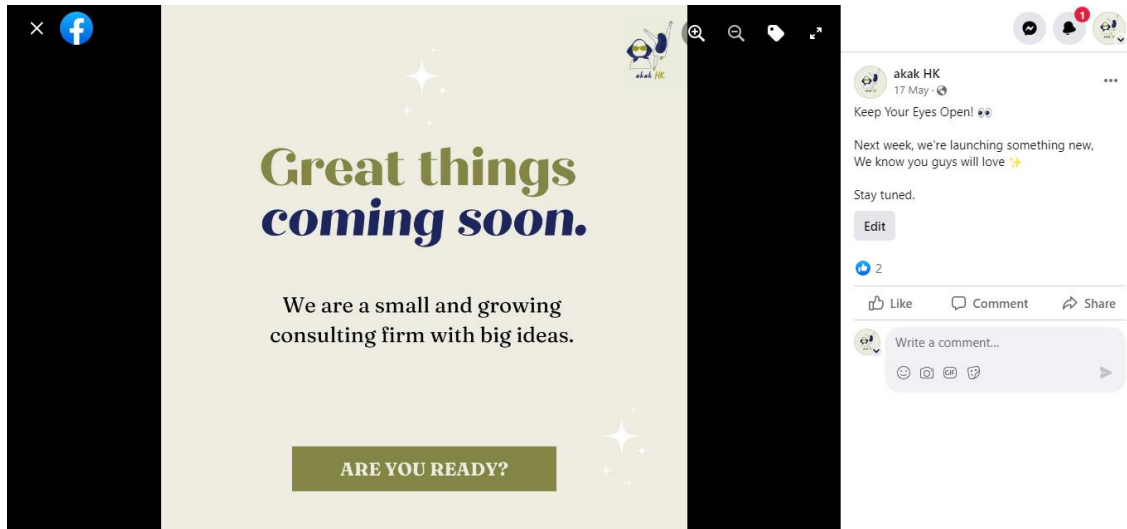 akak HK
Great things
coming soon.
We are a small and growing
consulting firm with big ideas.
ARE YOU READY?
1
akak HK
17 May ·
Keep Your Eyes Open! 👀
Next week, we're launching something new,
We know you guys will love ✨
Stay tuned.
Edit
2
Like
Comment
Share
Write a comment...
GIF